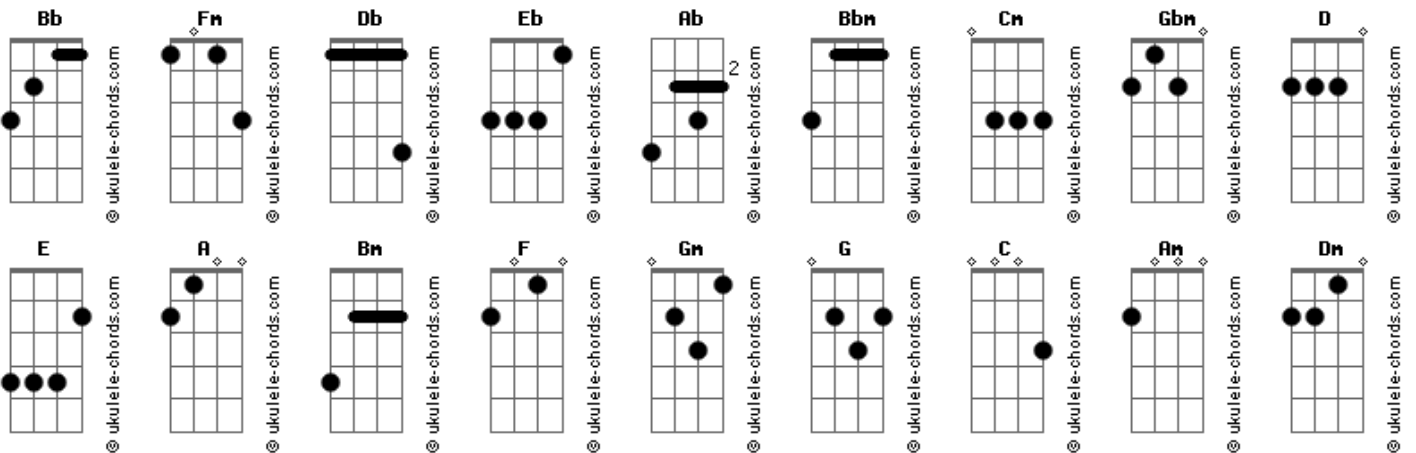 Bb Fm Db Eb Ab Bbm Cm Gbm D
2
© ukulele-chords.com © ukulele-chords.com © ukulele-chords.com © ukulele-chords.com © ukulele-chords.com © ukulele-chords.com © ukulele-chords.com © ukulele-chords.com © ukulele-chords.com
E A Bm F Gm G C Am Dm
© ukulele-chords.com © ukulele-chords.com © ukulele-chords.com © ukulele-chords.com © ukulele-chords.com © ukulele-chords.com © ukulele-chords.com © ukulele-chords.com © ukulele-chords.com